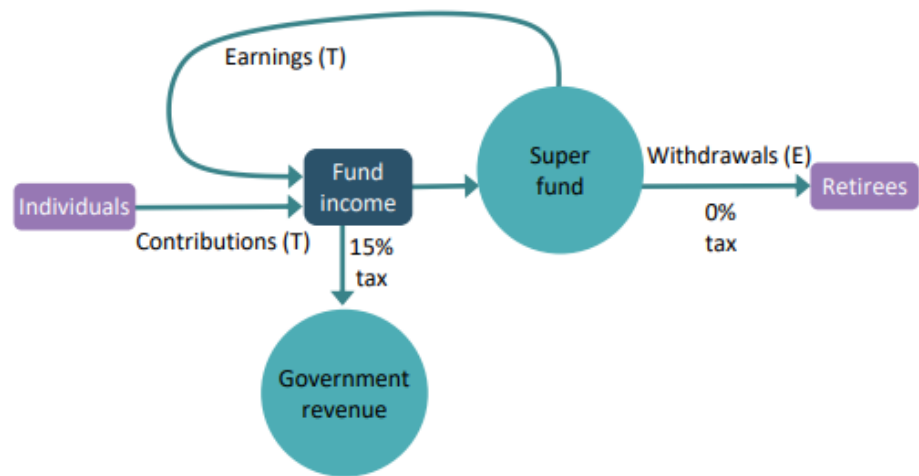 Earnings (T)
Super
fund
Withdrawals (E)
Fund
income
Individuals
Retirees
0%
tax
Contributions (T)
15%
tax
Government
revenue